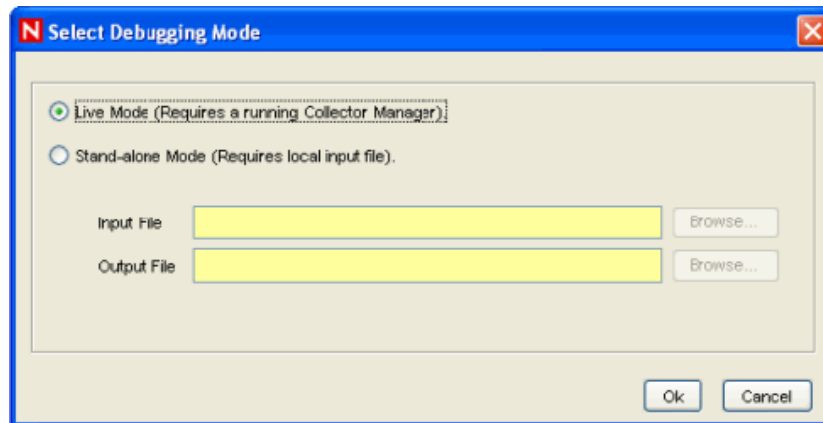 N Select Debugging Mode
Live Mode (Requires a running Collector Manager).
Stand-alone Mode (Requires local input file).
Input File Browse...
Output File Browse...
Ok Cancel